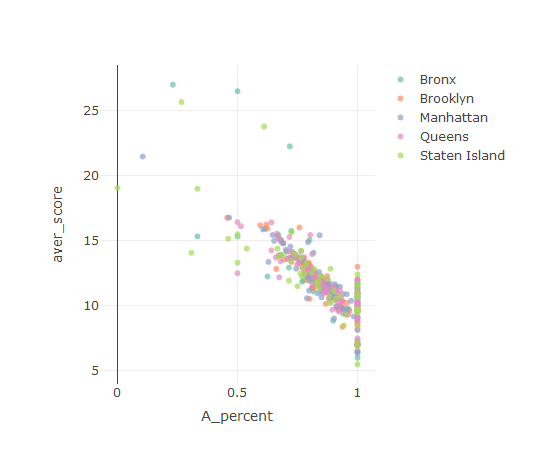 Bronx
Brooklyn
Manhattan
Queens
Staten Island
25
20
15
10
5
aver_score
0
0.5
1
A_percent